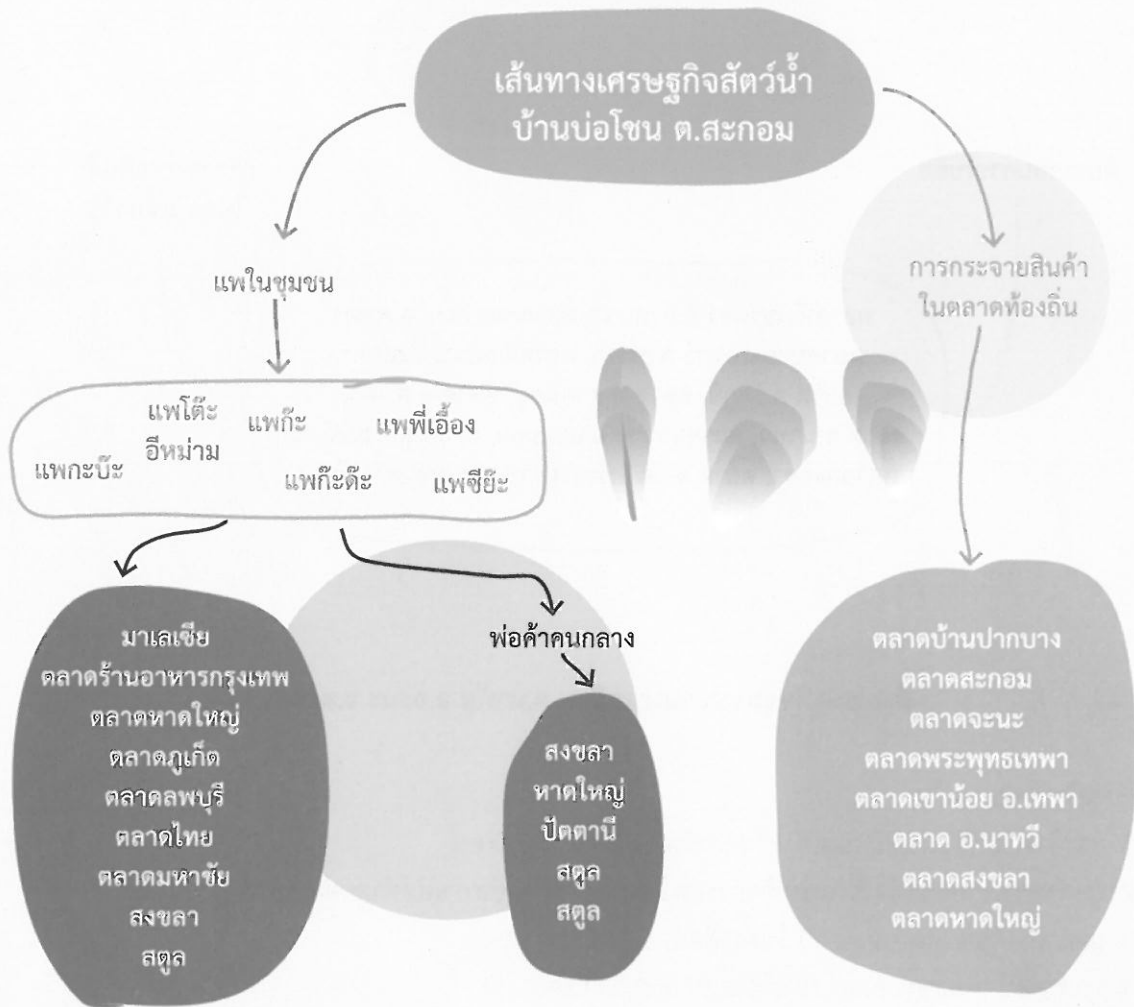 เส้นทางเศรษฐกิจสัตว์น้ำ
บ้านบ่อโชน ต.สะกอม
แพในชุมชน
การกระจายสินค้า
ในตลาดท้องถิ่น
แพกะบ๊ะ
แพโต๊ะ
อีหม่าม
แพก๊ะ
แพพี่เอื้อง
แพก๊ะด๊ะ
แพซีย๊ะ
มาเลเซีย
ตลาดร้านอาหารกรุงเทพ
ตลาดหาดใหญ่
ตลาดภูเก็ต
ตลาดลพบุรี
ตลาดไทย
ตลาดมหาชัย
สงขลา
สตูล
พ่อค้าคนกลาง
สงขลา
หาดใหญ่
ปัตตานี
สตูล
สตูล
ตลาดบ้านปากบาง
ตลาดสะกอม
ตลาดจะนะ
ตลาดพระพุทธเทพา
ตลาดเขาน้อย อ.เทพา
ตลาด อ.นาทวี
ตลาดสงขลา
ตลาดหาดใหญ่